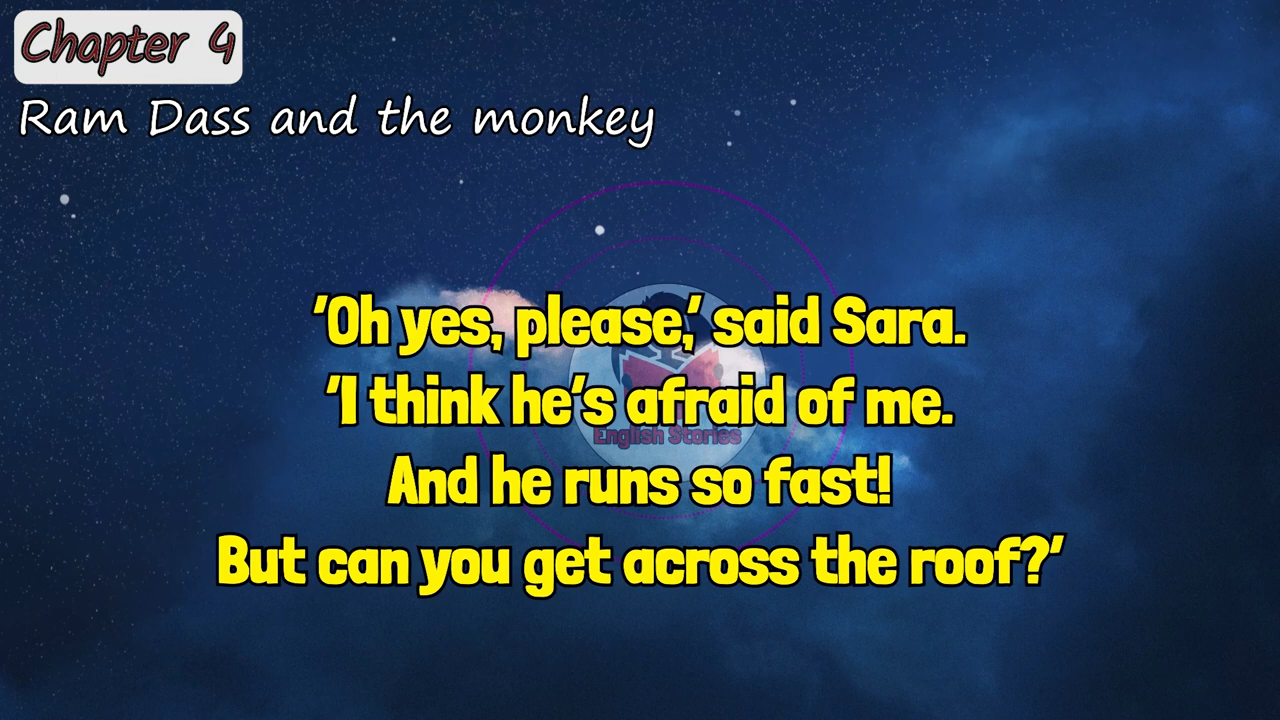 Chapter 4
Ram Dass and the monkey
‘Oh yes, please,’ said Sara.
‘I think he’s afraid of me.
English Stories
And he runs so fast!
But can you get across the roof?’